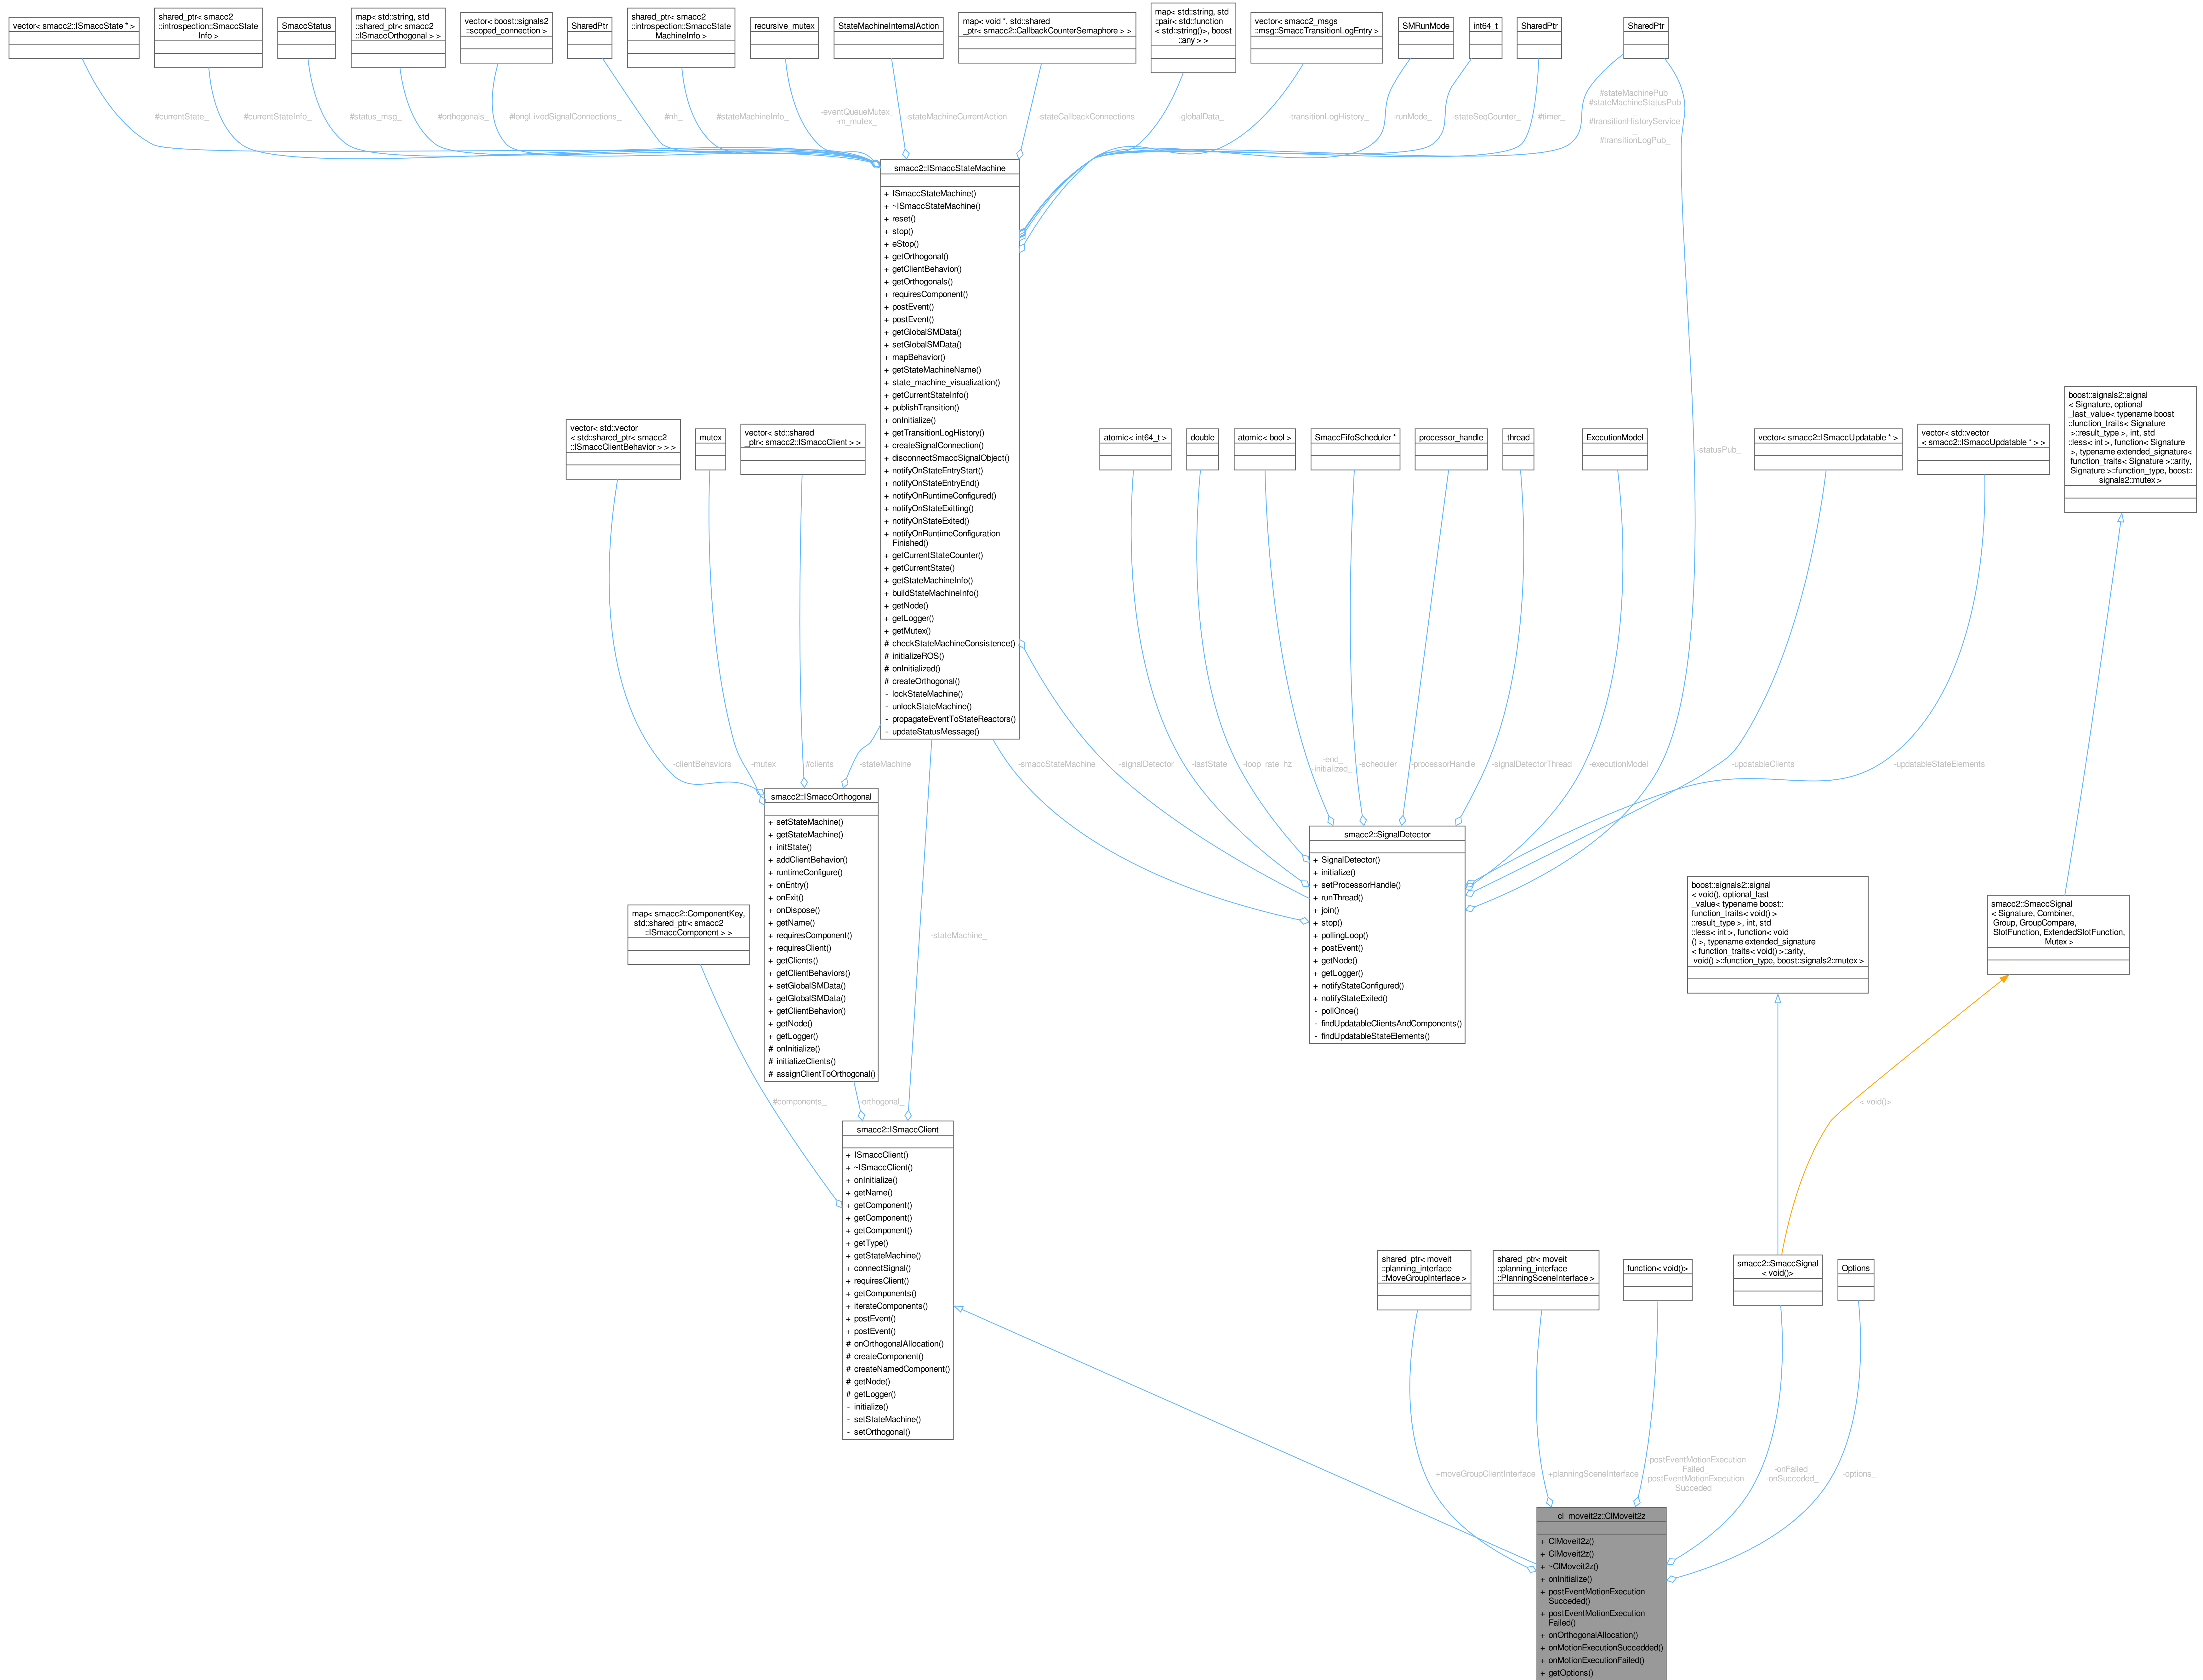 vector< smacc2::ISmaccState * >
shared_ptr< smacc2
::introspection::SmaccState
Info >
SmaccStatus
map< std::string, std
::shared_ptr< smacc2
::ISmaccOrthogonal > >
vector< boost::signals2
::scoped_connection >
SharedPtr
shared_ptr< smacc2
::introspection::SmaccState
MachineInfo >
recursive_mutex
StateMachineInternalAction
map< void *, std::shared
_ptr< smacc2::CallbackCounterSemaphore > >
map< std::string, std
::pair< std::function
< std::string()>, boost
::any > >
vector< smacc2_msgs
::msg::SmaccTransitionLogEntry >
SMRunMode
int64_t
SharedPtr
SharedPtr
#currentState_
#currentStateInfo_
#status_msg_
#orthogonals_
#longLivedSignalConnections_
#nh_
#stateMachineInfo_
-eventQueueMutex_
-m_mutex_
-stateMachineCurrentAction
-stateCallbackConnections
-globalData_
-transitionLogHistory_
-runMode_
-stateSeqCounter_
#timer_
#stateMachinePub_
#stateMachineStatusPub
_
#transitionHistoryService
_
#transitionLogPub_
smacc2::ISmaccStateMachine
+ ISmaccStateMachine()
+ ~ISmaccStateMachine()
+ reset()
+ stop()
+ eStop()
+ getOrthogonal()
+ getClientBehavior()
+ getOrthogonals()
+ requiresComponent()
+ postEvent()
+ postEvent()
+ getGlobalSMData()
+ setGlobalSMData()
+ mapBehavior()
+ getStateMachineName()
+ state_machine_visualization()
+ getCurrentStateInfo()
+ publishTransition()
+ onInitialize()
+ getTransitionLogHistory()
+ createSignalConnection()
+ disconnectSmaccSignalObject()
+ notifyOnStateEntryStart()
+ notifyOnStateEntryEnd()
+ notifyOnRuntimeConfigured()
+ notifyOnStateExitting()
+ notifyOnStateExited()
+ notifyOnRuntimeConfiguration
Finished()
+ getCurrentStateCounter()
+ getCurrentState()
+ getStateMachineInfo()
+ buildStateMachineInfo()
+ getNode()
+ getLogger()
+ getMutex()
# checkStateMachineConsistence()
# initializeROS()
# onInitialized()
# createOrthogonal()
- lockStateMachine()
- unlockStateMachine()
- propagateEventToStateReactors()
- updateStatusMessage()
vector< std::vector
< std::shared_ptr< smacc2
::ISmaccClientBehavior > > >
mutex
vector< std::shared
_ptr< smacc2::ISmaccClient > >
atomic< int64_t >
double
atomic< bool >
SmaccFifoScheduler *
processor_handle
thread
ExecutionModel
-statusPub_
vector< smacc2::ISmaccUpdatable * >
vector< std::vector
< smacc2::ISmaccUpdatable * > >
boost::signals2::signal
< Signature, optional
_last_value< typename boost
::function_traits< Signature
>::result_type >, int, std
::less< int >, function< Signature
>, typename extended_signature<
function_traits< Signature >::arity,
Signature >::function_type, boost::
signals2::mutex >
-clientBehaviors_
-mutex_
#clients_
-stateMachine_
-smaccStateMachine_
-signalDetector_
-lastState_
-loop_rate_hz
-end_
-initialized_
-scheduler_
-processorHandle_
-signalDetectorThread_
-executionModel_
-updatableClients_
-updatableStateElements_
smacc2::ISmaccOrthogonal
+ setStateMachine()
+ getStateMachine()
+ initState()
+ addClientBehavior()
+ runtimeConfigure()
+ onEntry()
+ onExit()
+ onDispose()
+ getName()
+ requiresComponent()
+ requiresClient()
+ getClients()
+ getClientBehaviors()
+ setGlobalSMData()
+ getGlobalSMData()
+ getClientBehavior()
+ getNode()
+ getLogger()
# onInitialize()
# initializeClients()
# assignClientToOrthogonal()
smacc2::SignalDetector
+ SignalDetector()
+ initialize()
+ setProcessorHandle()
+ runThread()
+ join()
+ stop()
+ pollingLoop()
+ postEvent()
+ getNode()
+ getLogger()
+ notifyStateConfigured()
+ notifyStateExited()
- pollOnce()
- findUpdatableClientsAndComponents()
- findUpdatableStateElements()
map< smacc2::ComponentKey,
std::shared_ptr< smacc2
::ISmaccComponent > >
-stateMachine_
boost::signals2::signal
< void(), optional_last
_value< typename boost::
function_traits< void() >
::result_type >, int, std
::less< int >, function< void
() >, typename extended_signature
< function_traits< void() >::arity,
void() >::function_type, boost::signals2::mutex >
smacc2::SmaccSignal
< Signature, Combiner,
Group, GroupCompare,
SlotFunction, ExtendedSlotFunction,
Mutex >
#components_
-orthogonal_
< void()>
smacc2::ISmaccClient
+ ISmaccClient()
+ ~ISmaccClient()
+ onInitialize()
+ getName()
+ getComponent()
+ getComponent()
+ getComponent()
+ getType()
+ getStateMachine()
+ connectSignal()
+ requiresClient()
+ getComponents()
+ iterateComponents()
+ postEvent()
+ postEvent()
# onOrthogonalAllocation()
# createComponent()
# createNamedComponent()
# getNode()
# getLogger()
- initialize()
- setStateMachine()
- setOrthogonal()
shared_ptr< moveit
::planning_interface
::MoveGroupInterface >
shared_ptr< moveit
::planning_interface
::PlanningSceneInterface >
function< void()>
smacc2::SmaccSignal
< void()>
Options
+moveGroupClientInterface
+planningSceneInterface
-postEventMotionExecution
Failed_
-postEventMotionExecution
Succeded_
-onFailed_
-onSucceded_
-options_
cl_moveit2z::ClMoveit2z
+ ClMoveit2z()
+ ClMoveit2z()
+ ~ClMoveit2z()
+ onInitialize()
+ postEventMotionExecution
Succeded()
+ postEventMotionExecution
Failed()
+ onOrthogonalAllocation()
+ onMotionExecutionSuccedded()
+ onMotionExecutionFailed()
+ getOptions()